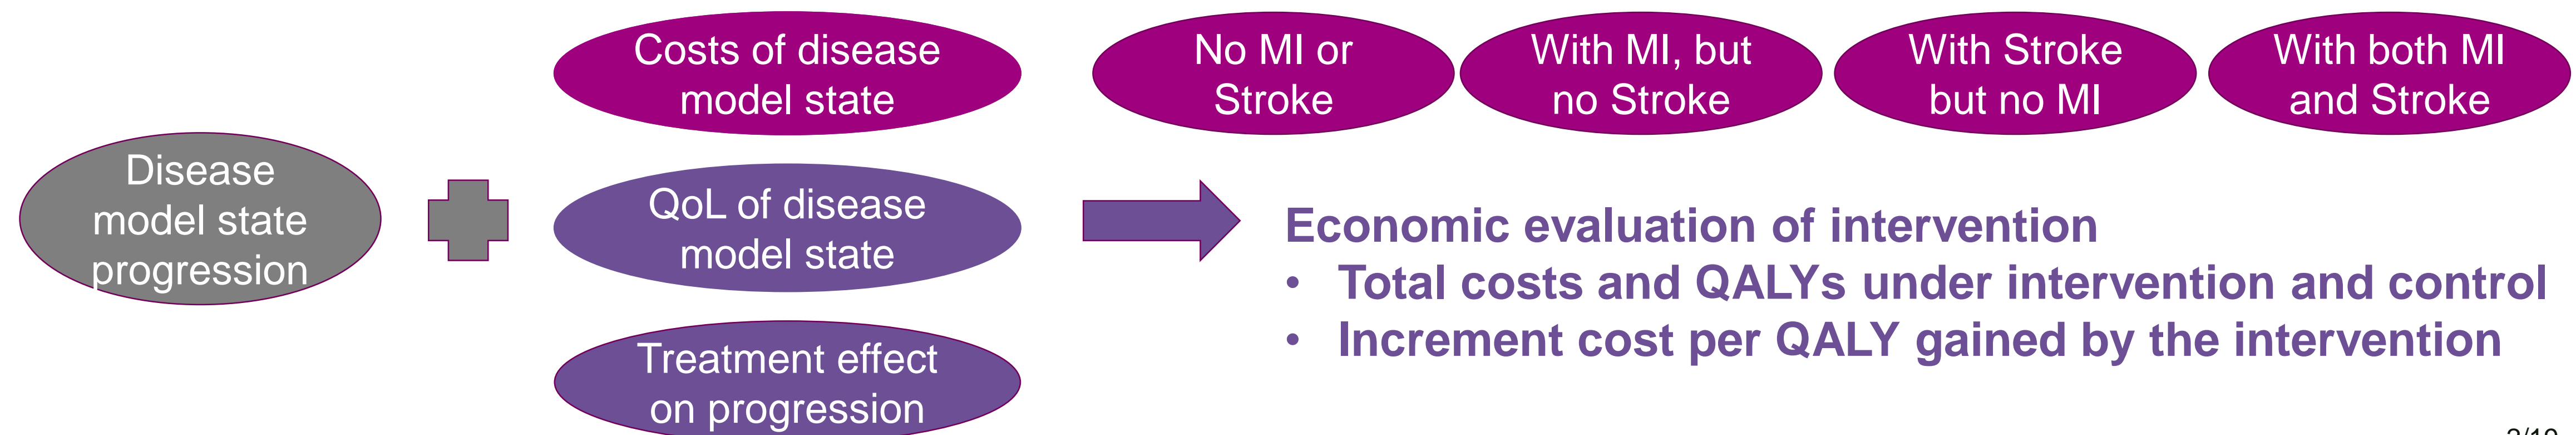 Disease
model state
progression
Costs of disease
model state
QoL of disease
model state
Treatment effect
on progression
No MI or
Stroke
With MI, but
no Stroke
With Stroke
but no MI
With both MI
and Stroke
Economic evaluation of intervention
• Total costs and QALYs under intervention and control
• Increment cost per QALY gained by the intervention